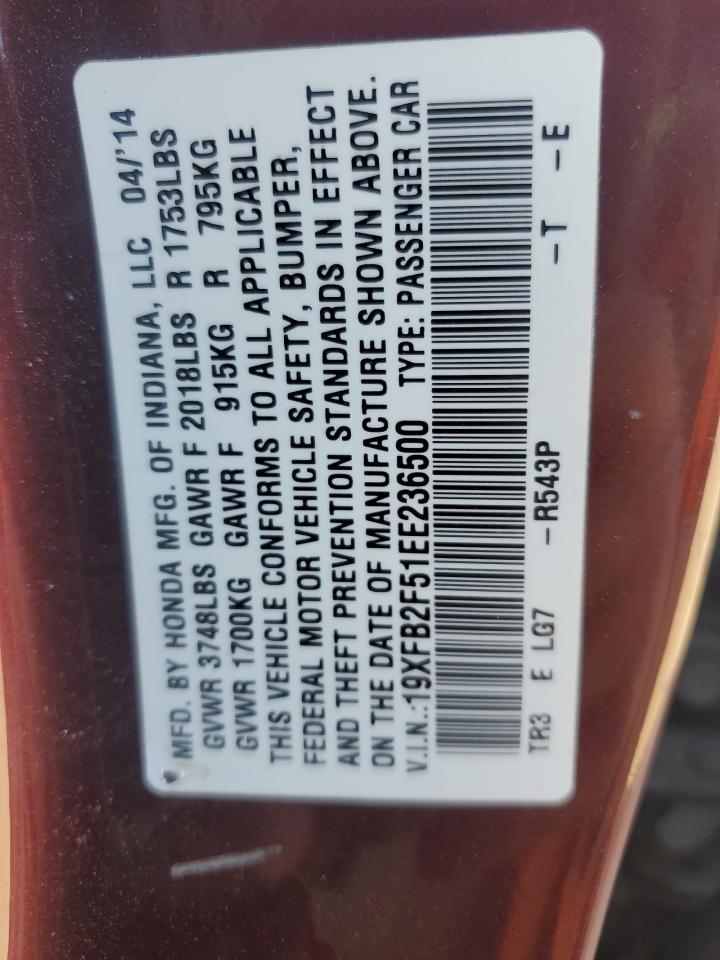 MFD. BY HONDA MFG. OF INDIANA, LLC 04/'14
GVWR 3748LBS GAWR F 2018LBS R 1753LBS
GVWR 1700KG GAWR F 915KG R 795KG
THIS VEHICLE CONFORMS TO ALL APPLICABLE
FEDERAL MOTOR VEHICLE SAFETY, BUMPER,
AND THEFT PREVENTION STANDARDS IN EFFECT
ON THE DATE OF MANUFACTURE SHOWN ABOVE.
V.I.N.:19XFB2F51EE236500 TYPE: PASSENGER CAR
TR3 E LG7 -R543P -T -E